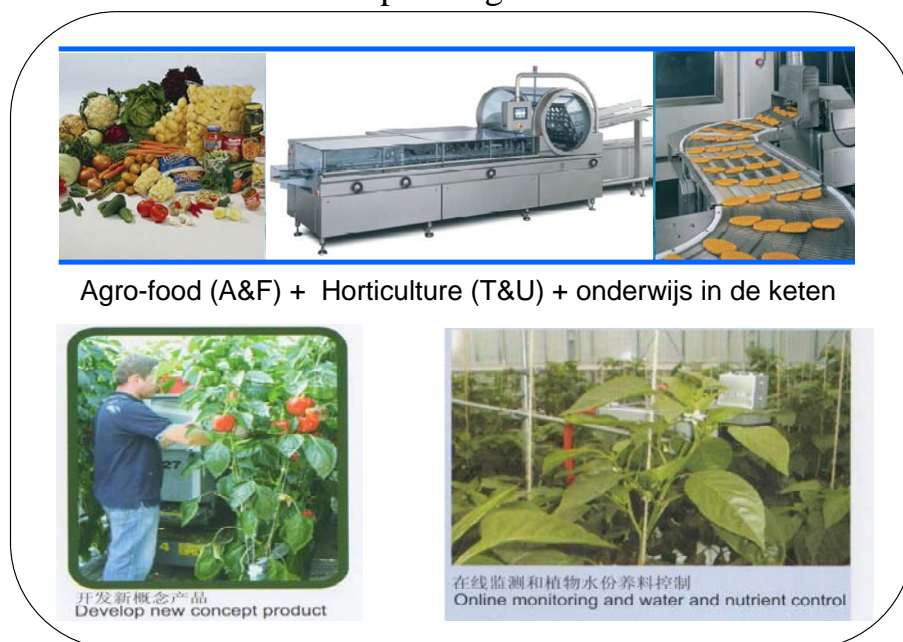 Agro-food (A&F) + Horticulture (T&U) + onderwijs in de keten
27
4
开发新概念产品
Develop new concept product
在线监测和植物水份养料控制
Online monitoring and water and nutrient control